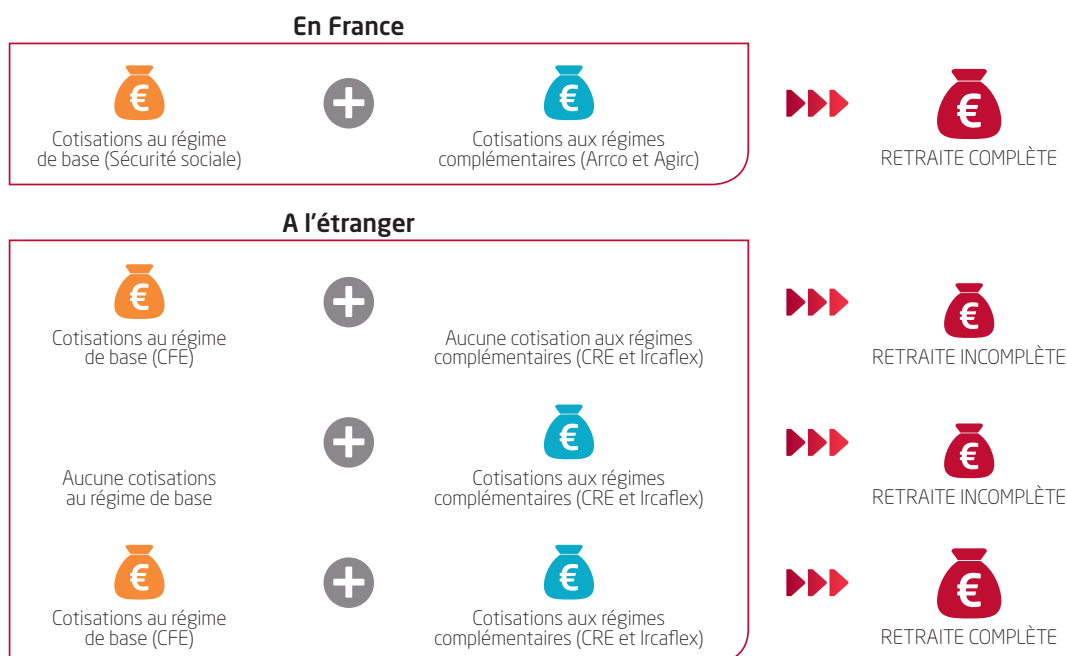 En France
€
€
€
Cotisations au régime
de base (Sécurité sociale)
Cotisations aux régimes
complémentaires (Arrco et Agirc)
RETRAITE COMPLÈTE
A l'étranger
€
€
Cotisations au régime
de base (CFE)
Aucune cotisation aux régimes
complémentaires (CRE et Ircaflex)
RETRAITE INCOMPLÈTE
€
€
Aucune cotisations
au régime de base
Cotisations aux régimes
complémentaires (CRE et Ircaflex)
RETRAITE INCOMPLÈTE
€
€
€
Cotisations au régime
de base (CFE)
Cotisations aux régimes
complémentaires (CRE et Ircaflex)
RETRAITE COMPLÈTE